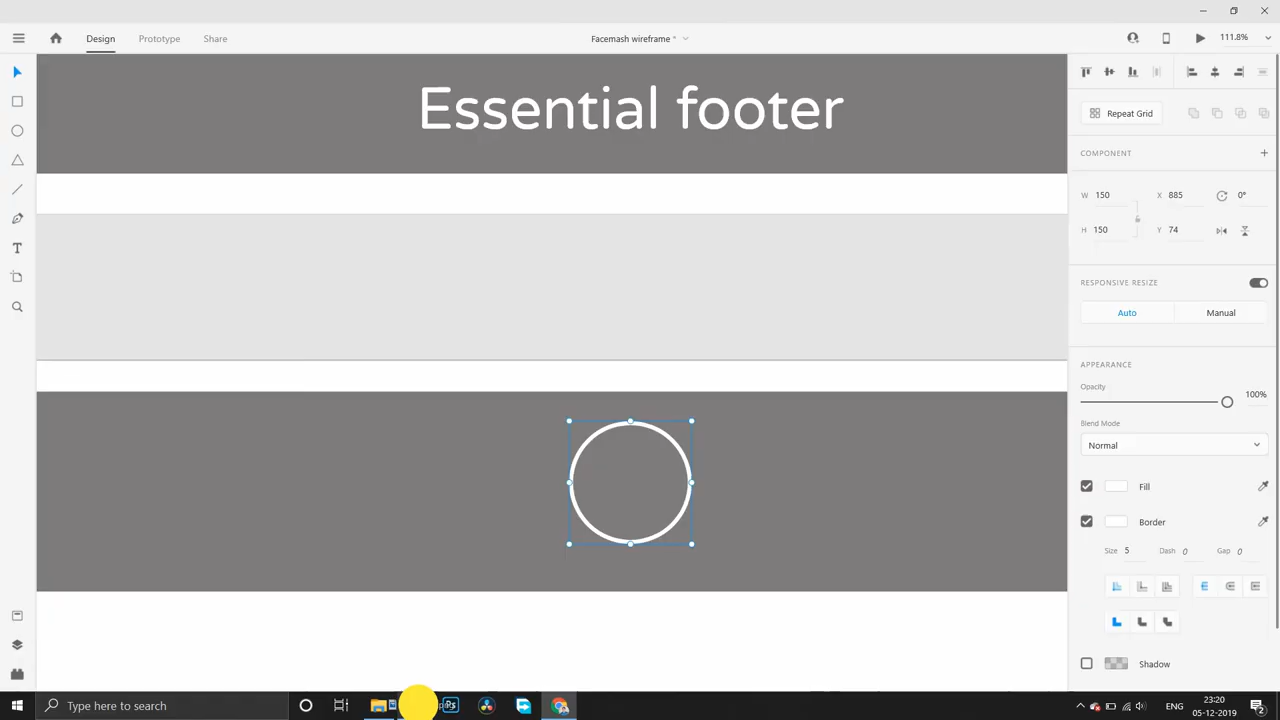 Design
Prototype
Share
Facemash wireframe *
111.8%
Essential footer
Repeat Grid
COMPONENT
W 150 X 885 0°
H 150 Y 74
RESPONSIVE RESIZE
Auto
Manual
APPEARANCE
Opacity
100%
Blend Mode
Normal
Fill
Border
Size 5 Dash 0 Gap 0
Shadow
T
Type here to search
Ps
ENG
23:20
05-12-2019
2